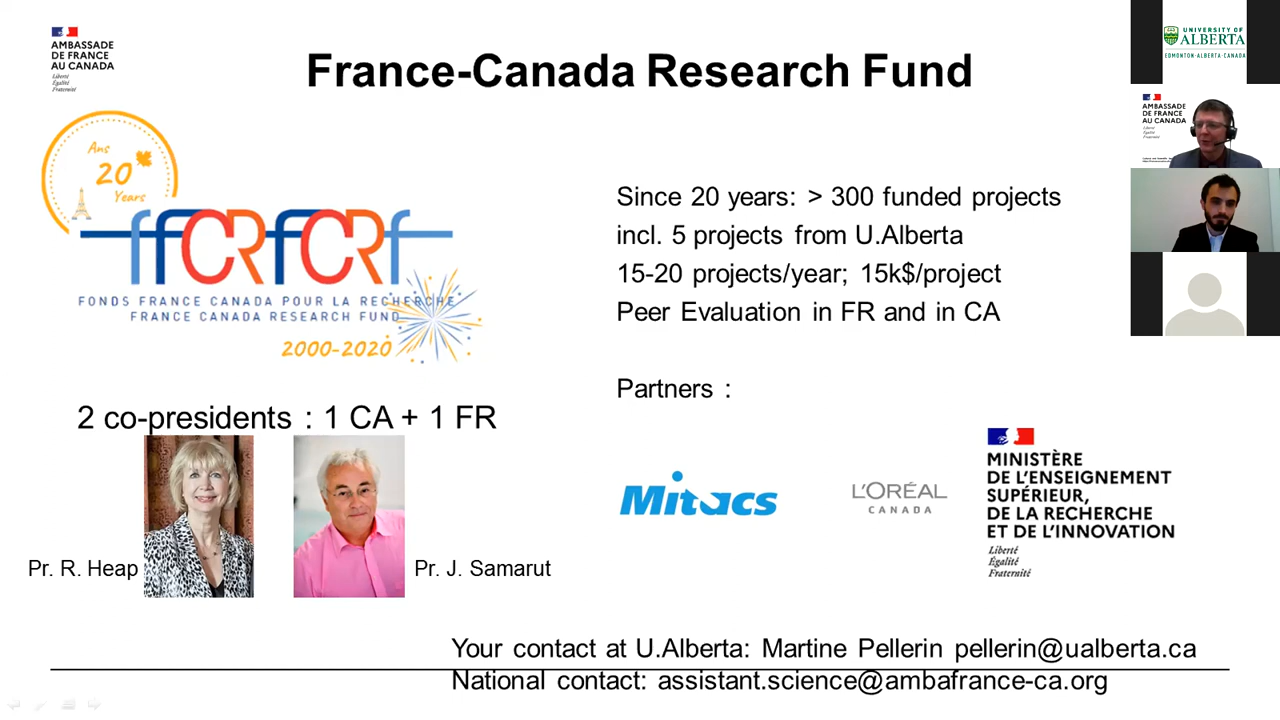 AMBASSADE
DE FRANCE
AU CANADA
Liberté
Égalité
Fraternité
France-Canada Research Fund
UNIVERSITY OF
ALBERTA
EDMONTON·ALBERTA·CANADA
AMBASSADE
DE FRANCE
AU CANADA
Liberté
Égalité
Fraternité
Ans
20
Years
ffCRfCRf
FONDS FRANCE CANADA POUR LA RECHERCHE
FRANCE CANADA RESEARCH FUND
2000-2020
Since 20 years: > 300 funded projects
incl. 5 projects from U.Alberta
15-20 projects/year; 15k$/project
Peer Evaluation in FR and in CA
Partners :
2 co-presidents : 1 CA + 1 FR
Pr. R. Heap
Pr. J. Samarut
Mitacs
L'ORÉAL
CANADA
MINISTÈRE
DE L'ENSEIGNEMENT
SUPÉRIEUR,
DE LA RECHERCHE
ET DE L'INNOVATION
Liberté
Égalité
Fraternité
Your contact at U.Alberta: Martine Pellerin pellerin@ualberta.ca
National contact: assistant.science@ambafrance-ca.org